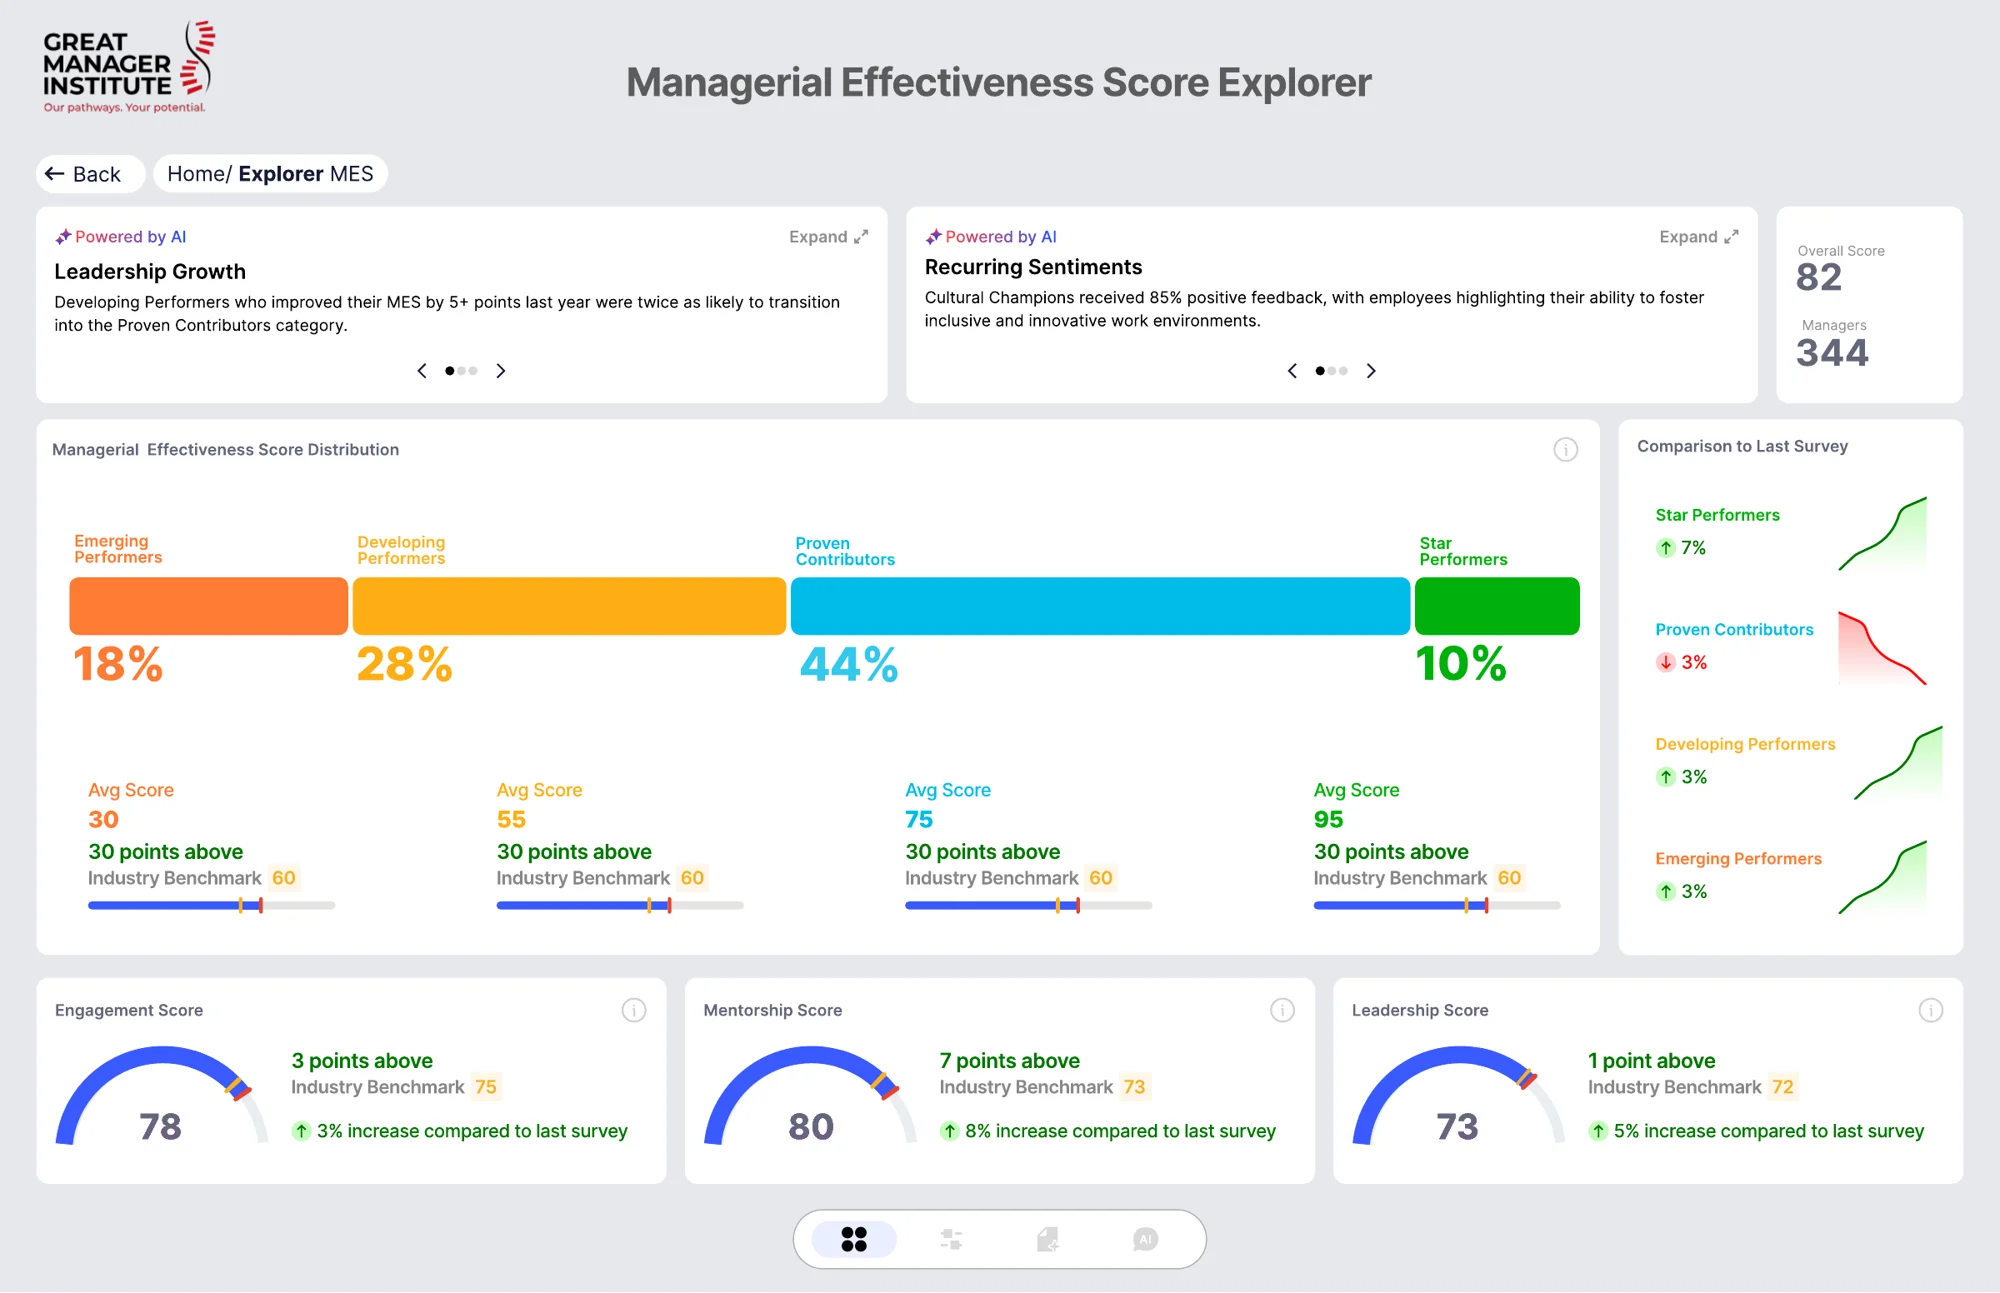 GREAT
MANAGER
INSTITUTE
Our pathways. Your potential.
Managerial Effectiveness Score Explorer
Back
Home/ Explorer MES
Powered by AI
Expand
Leadership Growth
Developing Performers who improved their MES by 5+ points last year were twice as likely to transition
into the Proven Contributors category.
Powered by AI
Expand
Recurring Sentiments
Cultural Champions received 85% positive feedback, with employees highlighting their ability to foster
inclusive and innovative work environments.
Overall Score
82
Managers
344
Managerial Effectiveness Score Distribution
Emerging
Performers
18%
Developing
Performers
28%
Proven
Contributors
44%
Star
Performers
10%
Avg Score
30
30 points above
Industry Benchmark 60
Avg Score
55
30 points above
Industry Benchmark 60
Avg Score
75
30 points above
Industry Benchmark 60
Avg Score
95
30 points above
Industry Benchmark 60
Comparison to Last Survey
Star Performers
7%
Proven Contributors
3%
Developing Performers
3%
Emerging Performers
3%
Engagement Score
78
3 points above
Industry Benchmark 75
3% increase compared to last survey
Mentorship Score
80
7 points above
Industry Benchmark 73
8% increase compared to last survey
Leadership Score
73
1 point above
Industry Benchmark 72
5% increase compared to last survey
AI